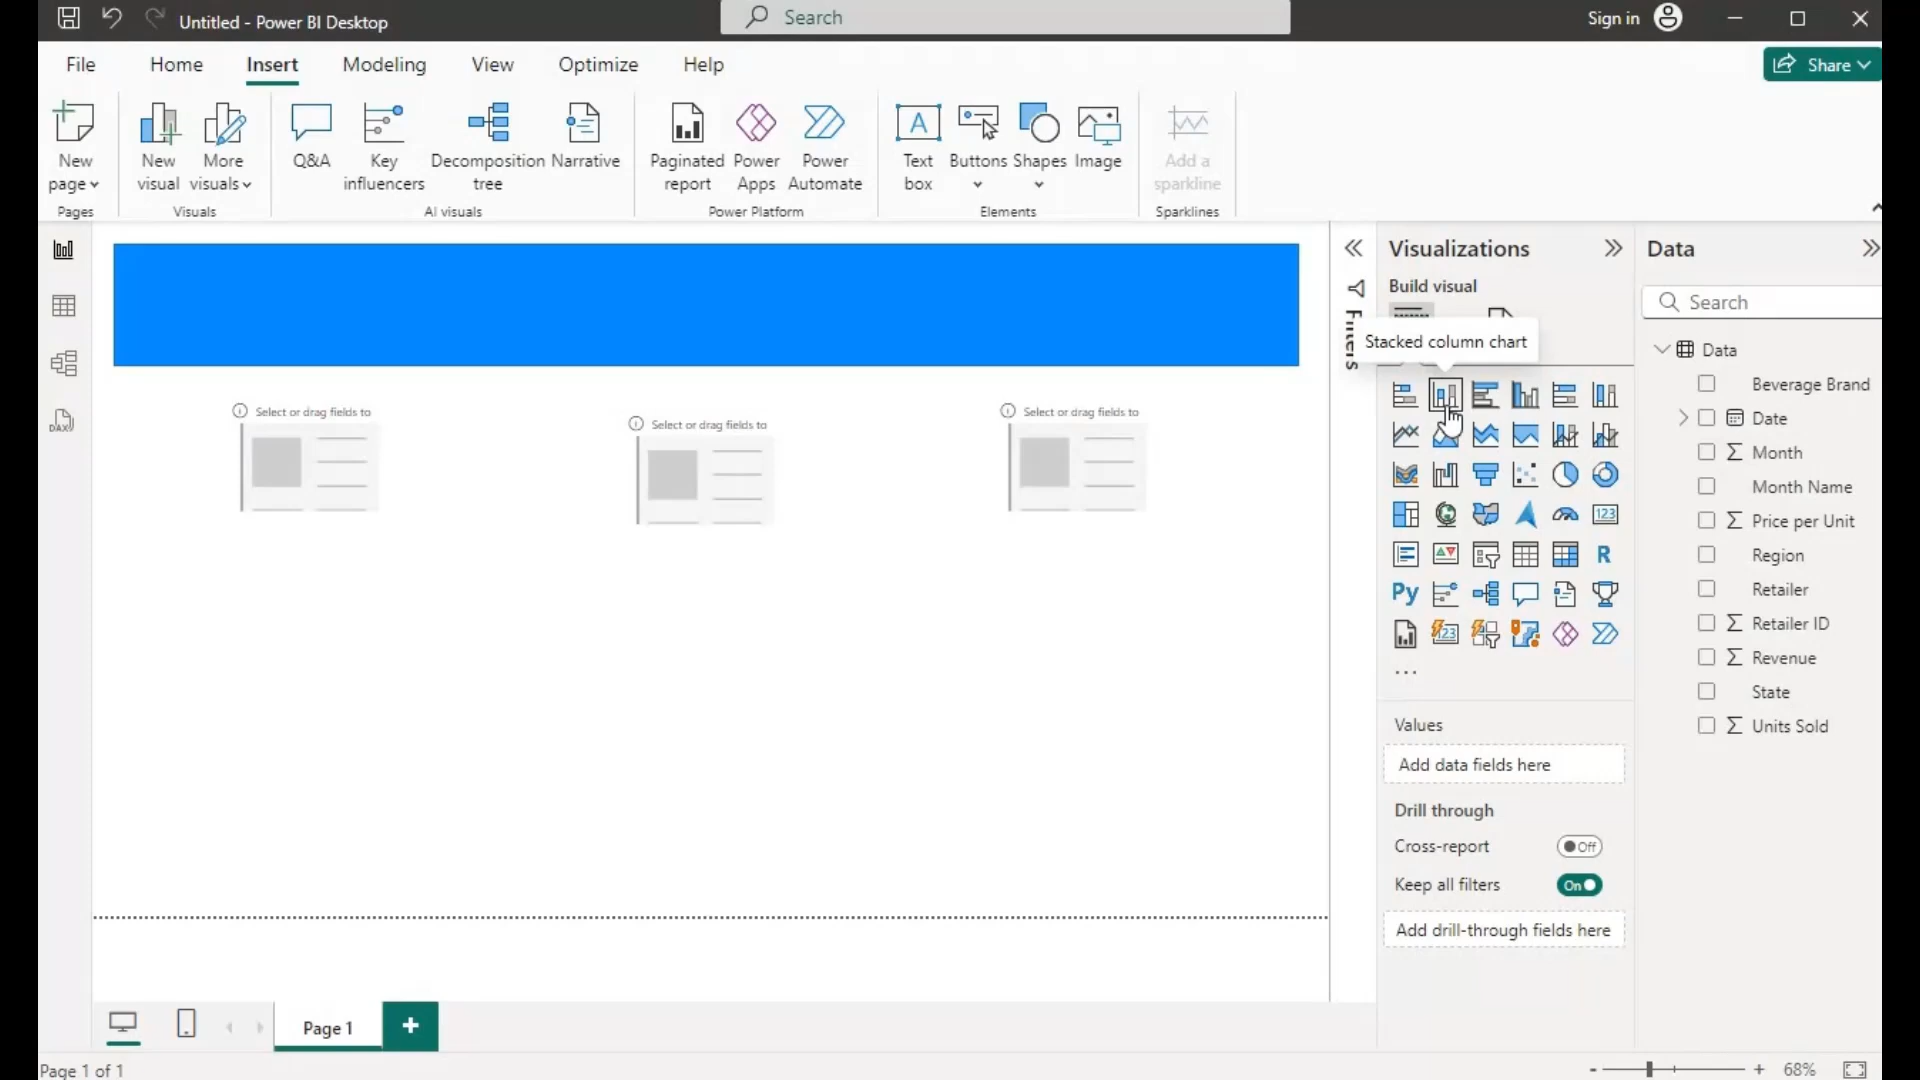 Untitled - Power BI Desktop
Search
Sign in
File Home Insert Modeling View Optimize Help
Share
New page
New visual
More visuals
Q&A
Key influencers
Decomposition tree
Narrative
Paginated report
Power Apps
Power Automate
Text box
Buttons
Shapes
Image
Add a sparkline
Pages
Visuals
AI visuals
Power Platform
Elements
Sparklines
DAX
Select or drag fields to
Select or drag fields to
Select or drag fields to
Filters
Visualizations
Build visual
Stacked column chart
123
R
Py
123
...
Values
Add data fields here
Drill through
Cross-report
Off
Keep all filters
On
Add drill-through fields here
Data
Search
Data
Beverage Brand
Date
Σ Month
Month Name
Σ Price per Unit
Region
Retailer
Σ Retailer ID
Σ Revenue
State
Σ Units Sold
Page 1
+
Page 1 of 1
- + 68%